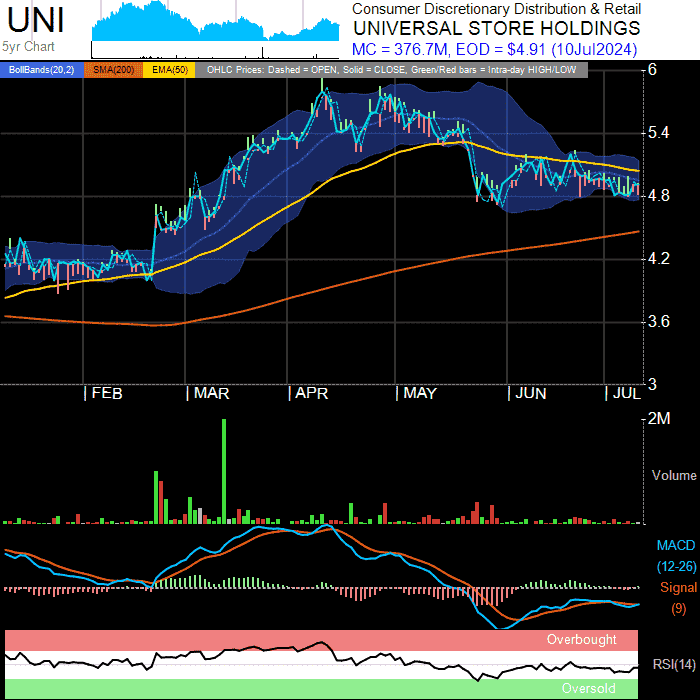 UNI
5yr Chart
Consumer Discretionary Distribution & Retail
UNIVERSAL STORE HOLDINGS
MC = 376.7M, EOD = $4.91 (10Jul2024)
BollBands(20,2) SMA(200) EMA(50) OHLC Prices: Dashed = OPEN, Solid = CLOSE, Green/Red bars = Intra-day HIGH/LOW
6
5.4
4.8
4.2
3.6
3
FEB MAR APR MAY JUN JUL
2M
Volume
MACD
(12-26)
Signal
(9)
Overbought
RSI(14)
Oversold